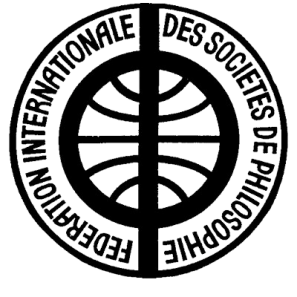 FEDERATION INTERNATIONALE
DES SOCIETES DE PHILOSOPHIE